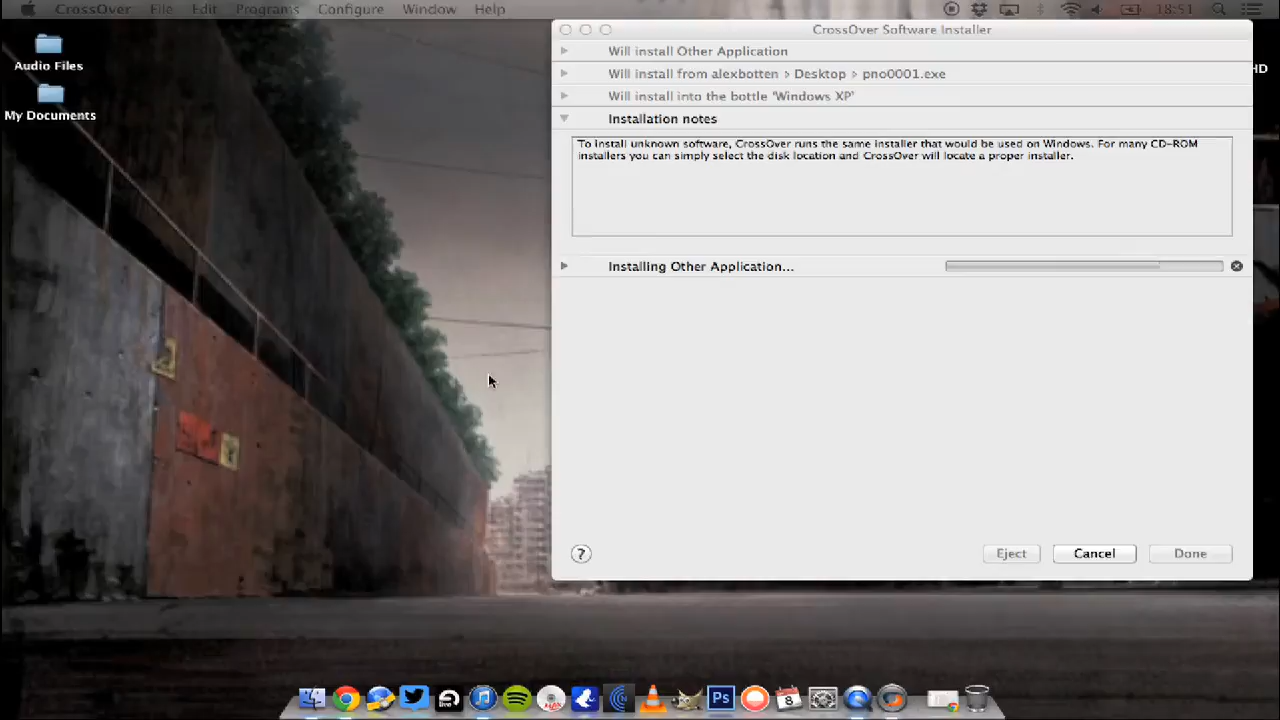 CrossOver File Edit Programs Configure Window Help 18:51
Audio Files
My Documents
HD
CrossOver Software Installer
Will install Other Application
Will install from alexbotten > Desktop > pno0001.exe
Will install into the bottle 'Windows XP'
Installation notes
To install unknown software, CrossOver runs the same installer that would be used on Windows. For many CD-ROM
installers you can simply select the disk location and CrossOver will locate a proper installer.
Installing Other Application...
?
Eject Cancel Done
live Ps 8